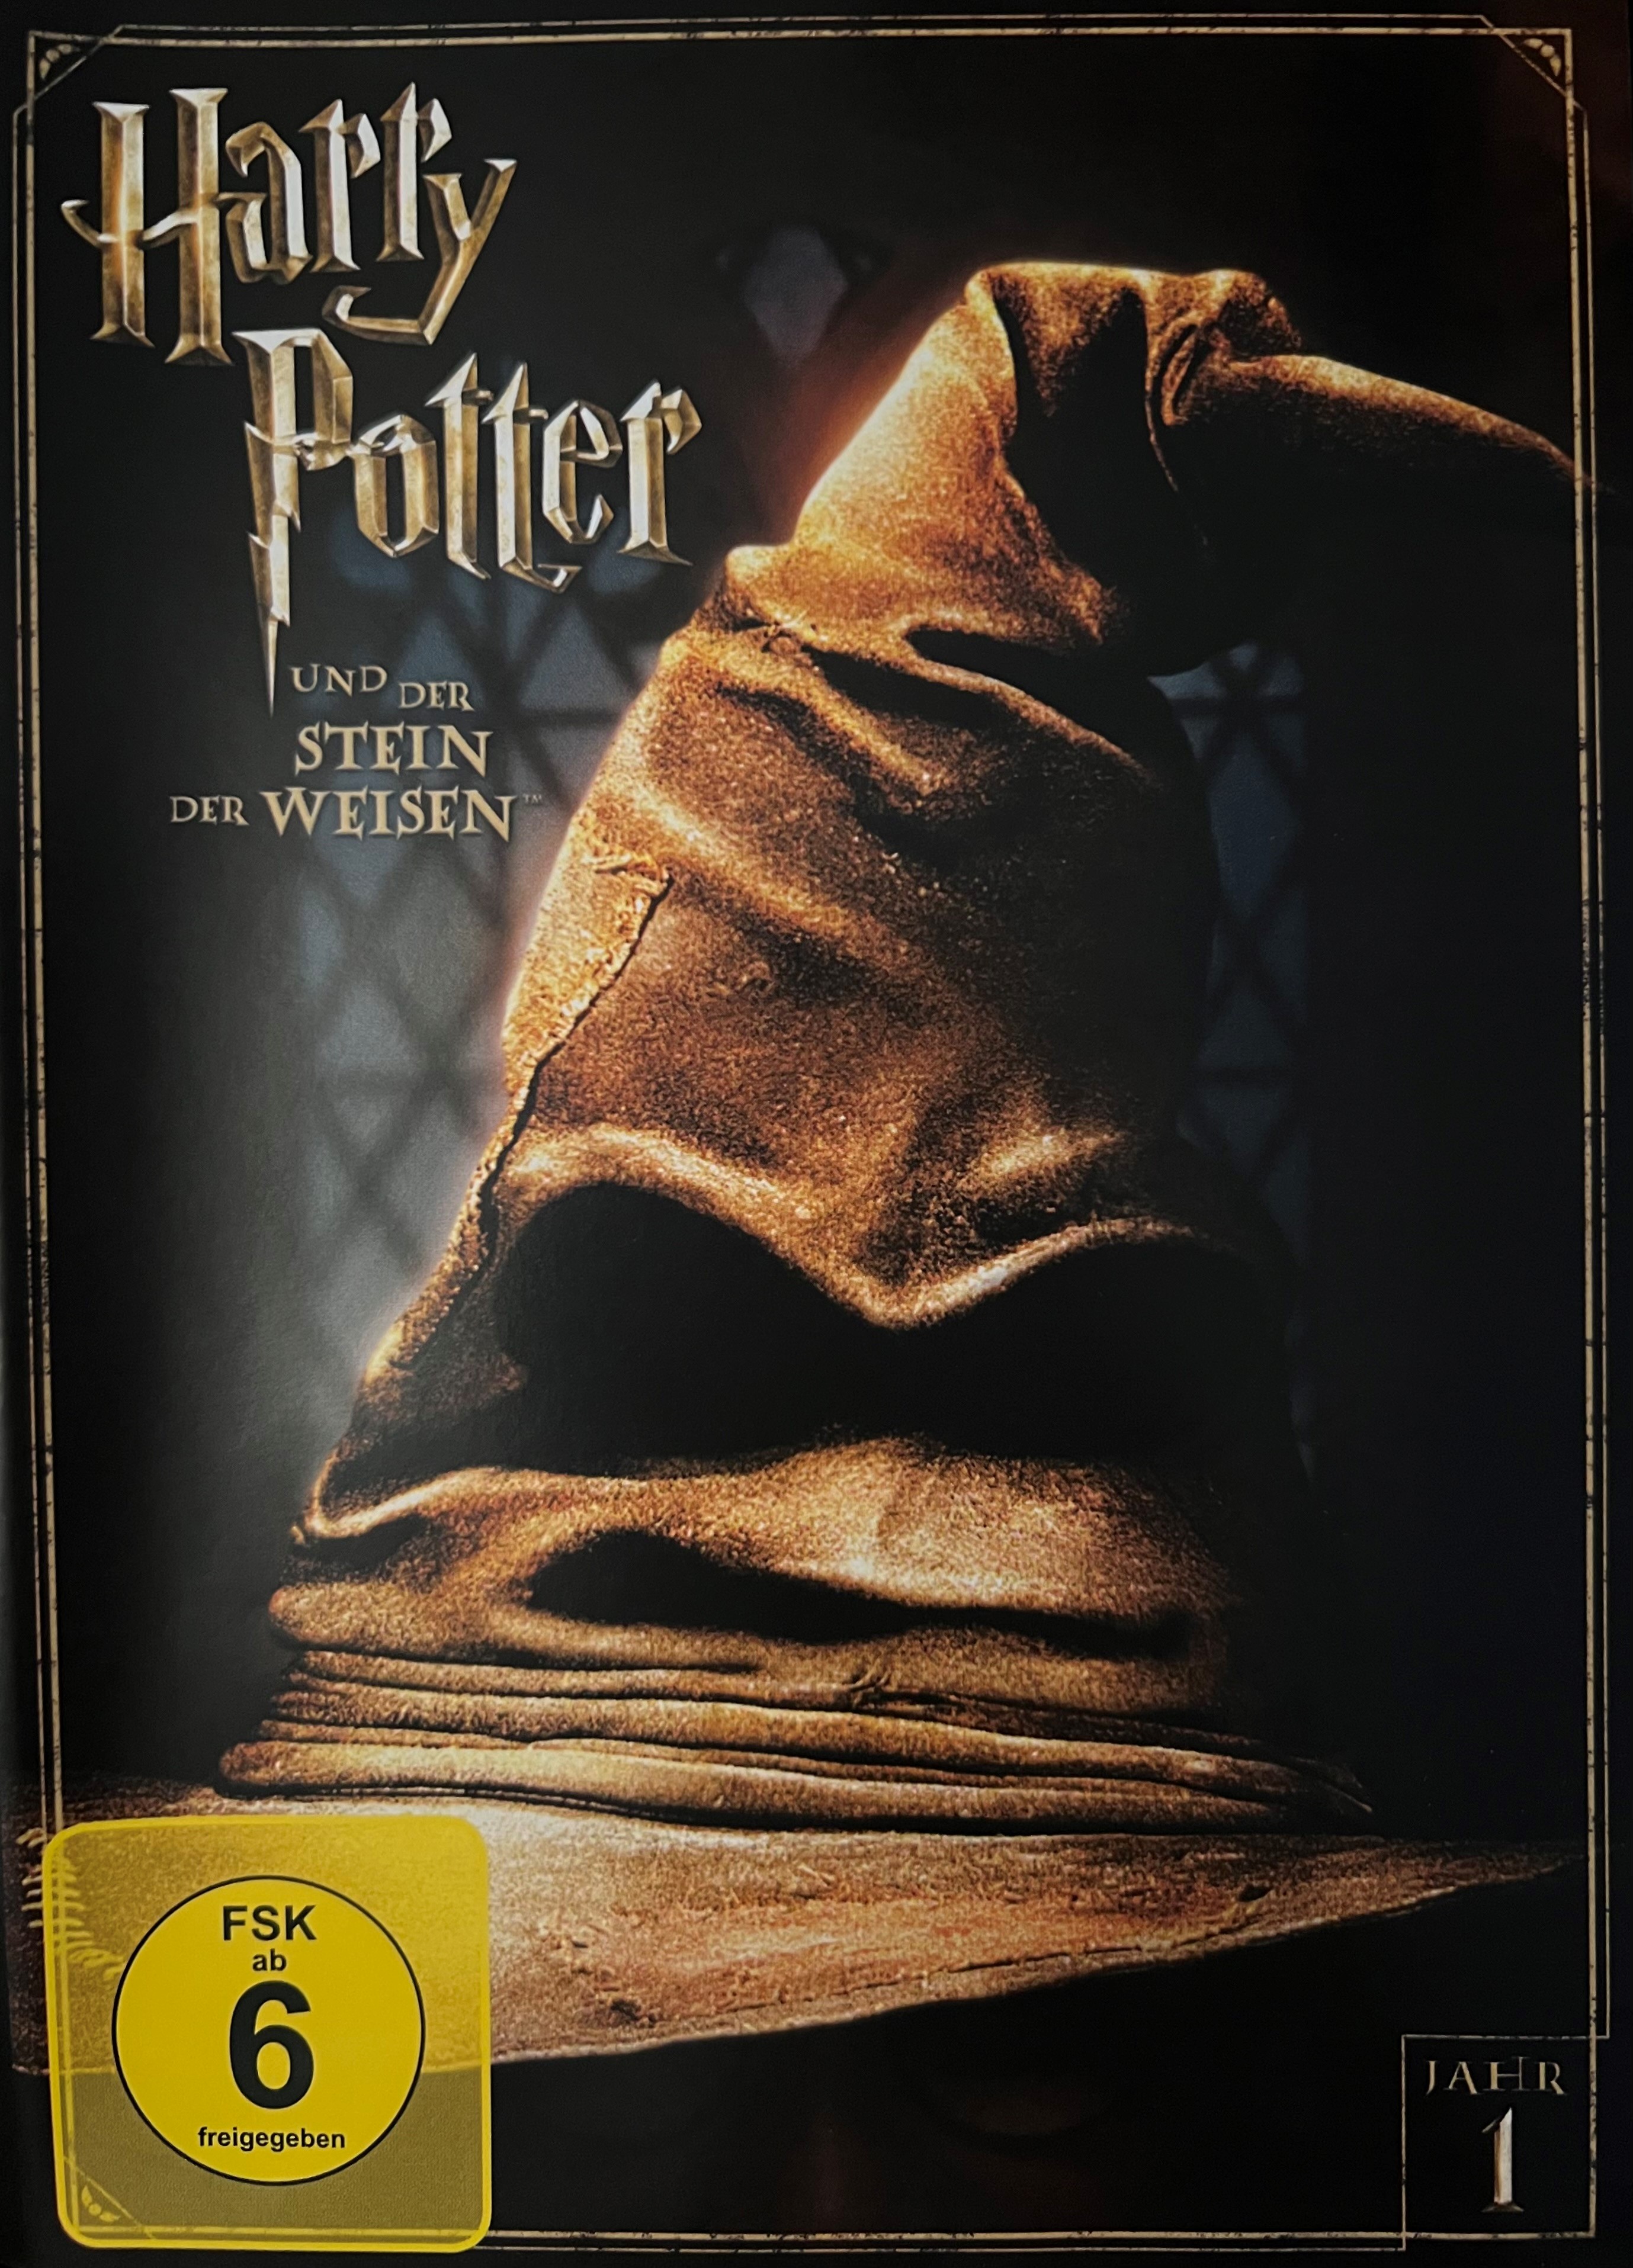 Harry
Potter
UND DER
STEIN
DER WEISEN™
FSK
ab
6
freigegeben
JAHR
1